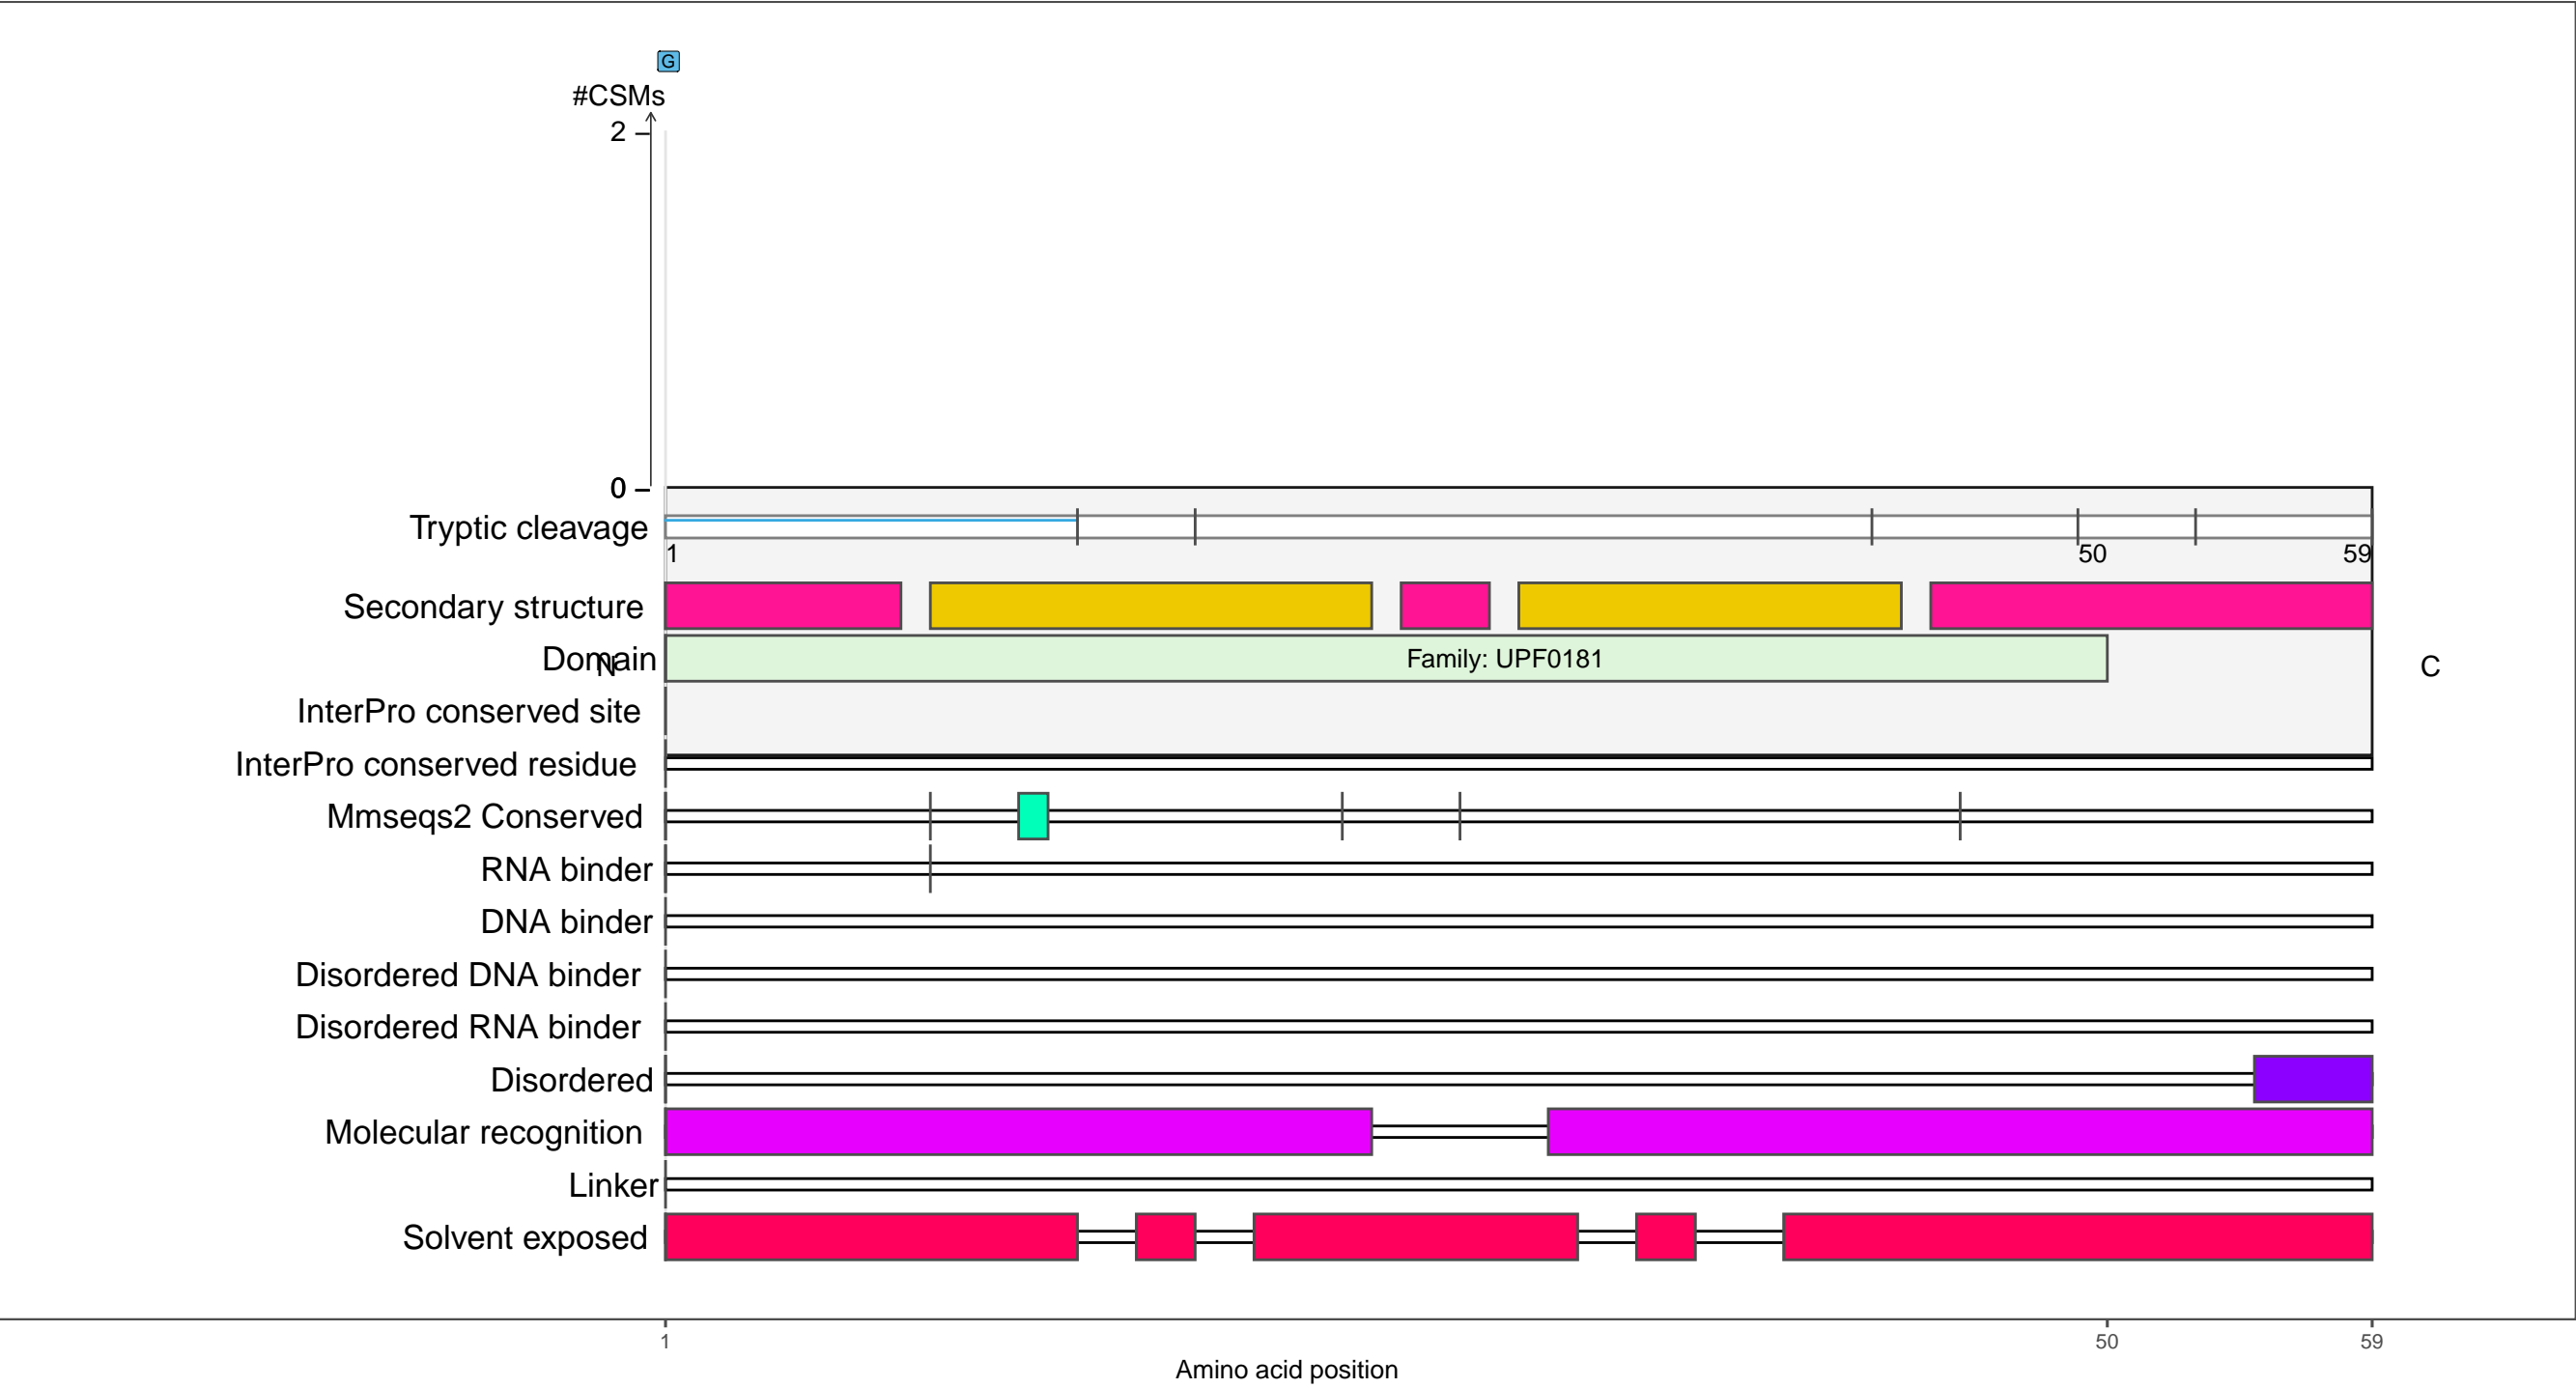 G
#CSMs
2
0
Tryptic cleavage
1 50 59
Secondary structure
Domain
N
Family: UPF0181
C
InterPro conserved site
InterPro conserved residue
Mmseqs2 Conserved
RNA binder
DNA binder
Disordered DNA binder
Disordered RNA binder
Disordered
Molecular recognition
Linker
Solvent exposed
1 50 59
Amino acid position